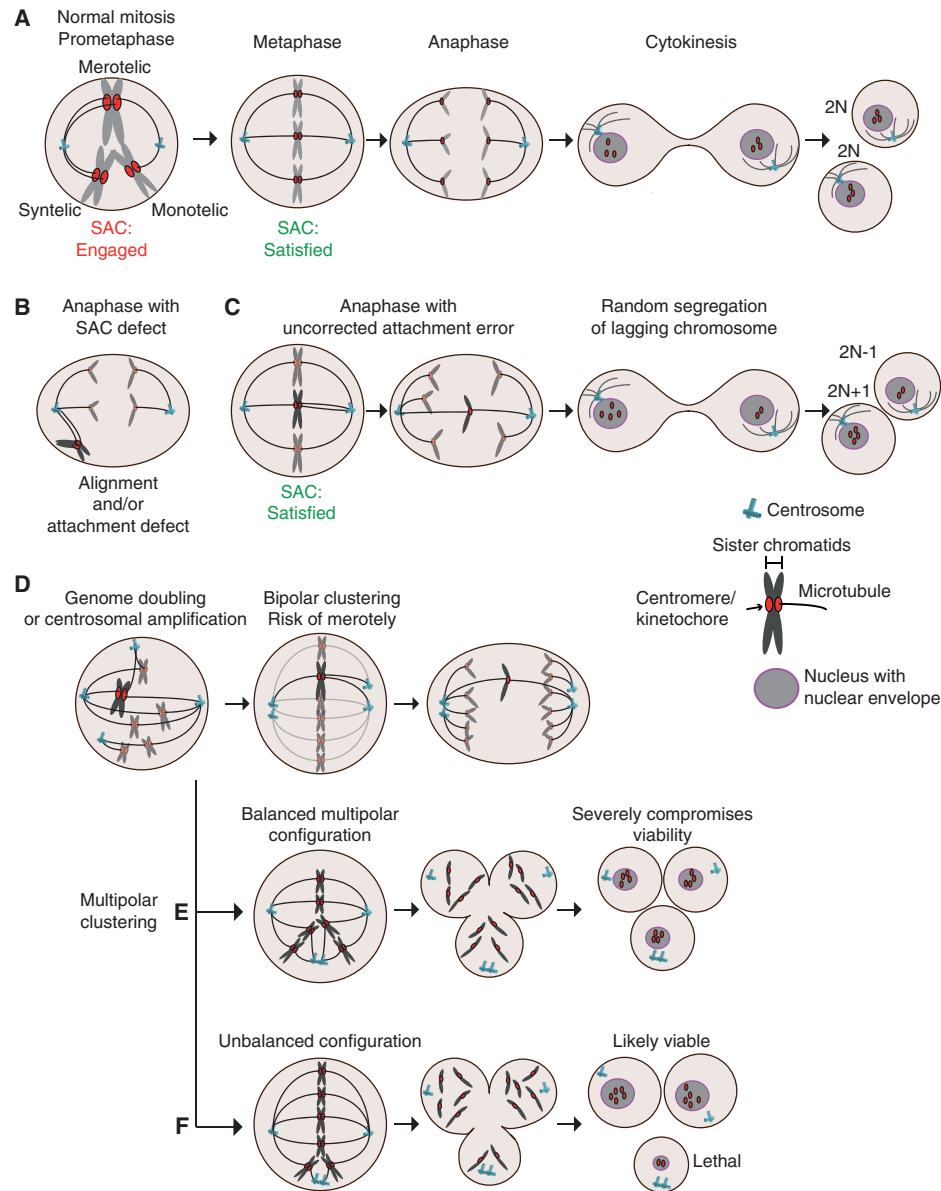 A
Normal mitosis
Prometaphase
Merotelic
Syntelic
Monotelic
SAC:
Engaged
Metaphase
SAC:
Satisfied
Anaphase
Cytokinesis
2N
2N
B
Anaphase with
SAC defect
Alignment
and/or
attachment defect
C
Anaphase with
uncorrected attachment error
SAC:
Satisfied
Random segregation
of lagging chromosome
2N-1
2N+1
Centrosome
Sister chromatids
Centromere/
kinetochore
Microtubule
Nucleus with
nuclear envelope
D
Genome doubling
or centrosomal amplification
Bipolar clustering
Risk of merotely
Multipolar
clustering
E
Balanced multipolar
configuration
Severely compromises
viability
F
Unbalanced configuration
Likely viable
Lethal